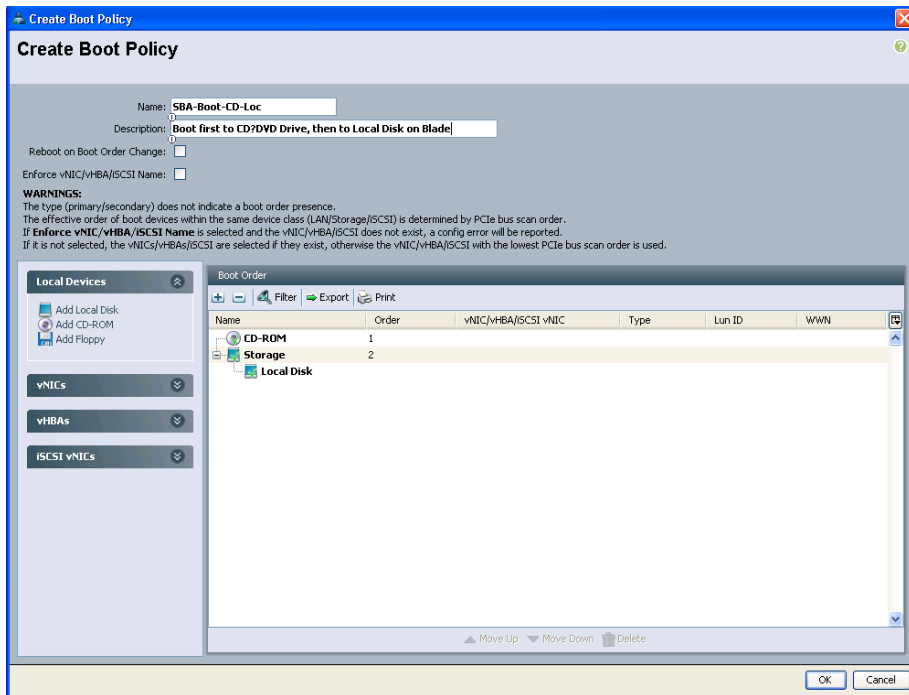 Create Boot Policy
Create Boot Policy
Name: SBA-Boot-CD-Loc
Description: Boot first to CD?DVD Drive, then to Local Disk on Blade
Reboot on Boot Order Change:
Enforce vNIC/vHBA/iSCSI Name:
WARNINGS:
The type (primary/secondary) does not indicate a boot order presence.
The effective order of boot devices within the same device class (LAN/Storage/iSCSI) is determined by PCIe bus scan order.
If Enforce vNIC/vHBA/iSCSI Name is selected and the vNIC/vHBA/iSCSI does not exist, a config error will be reported.
If it is not selected, the vNICs/vHBAs/iSCSI are selected if they exist, otherwise the vNIC/vHBA/iSCSI with the lowest PCIe bus scan order is used.
Local Devices
Add Local Disk
Add CD-ROM
Add Floppy
vNICs
vHBAs
iSCSI vNICs
Boot Order
Filter Export Print
Name Order vNIC/vHBA/iSCSI vNIC Type Lun ID WWN
CD-ROM 1
Storage 2
Local Disk
Move Up Move Down Delete
OK Cancel